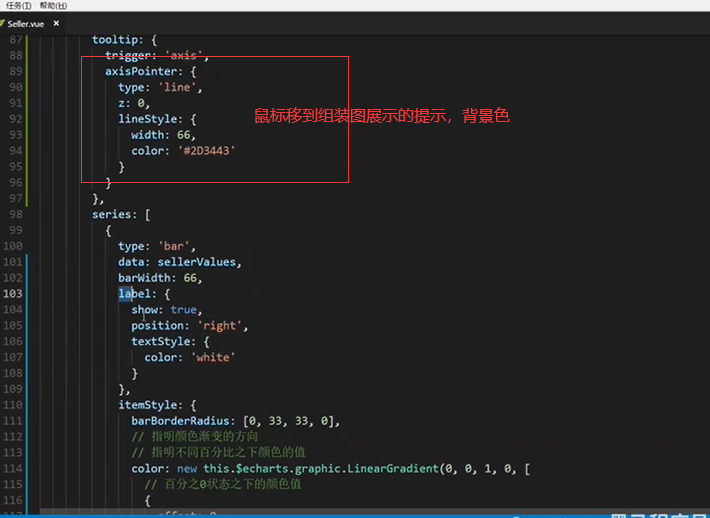 任务(T) 帮助(H)
Seller.vue ×
87 tooltip: {
88 trigger: 'axis',
89 axisPointer: {
90 type: 'line',
91 z: 0,
92 lineStyle: {
93 width: 66,
94 color: '#2D3443'
95 }
96 }
97 },
98 series: [
99 {
100 type: 'bar',
101 data: sellerValues,
102 barWidth: 66,
103 label: {
104 show: true,
105 position: 'right',
106 textStyle: {
107 color: 'white'
108 }
109 },
110 itemStyle: {
111 barBorderRadius: [0, 33, 33, 0],
112 // 指明颜色渐变的方向
113 // 指明不同百分比之下颜色的值
114 color: new this.$echarts.graphic.LinearGradient(0, 0, 1, 0, [
115 // 百分之0状态之下的颜色值
116 {
鼠标移到组装图展示的提示，背景色